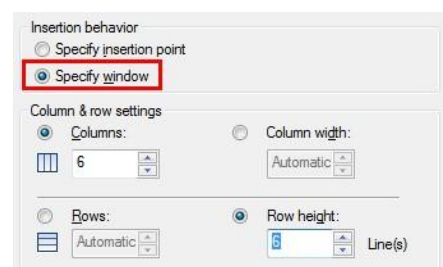 Insertion behavior
Specify insertion point
Specify window
Column & row settings
Columns: Column width:
6 Automatic
Rows: Row height:
Automatic 6 Line(s)